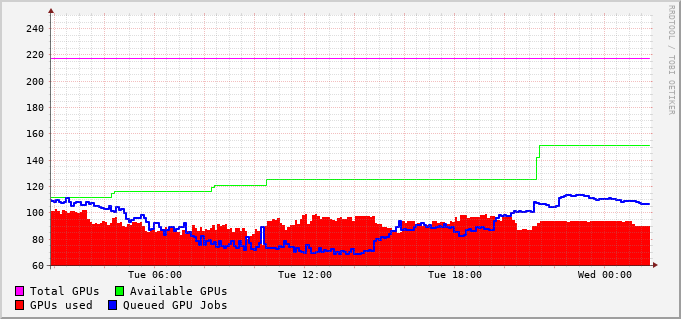 RRDTOOL / TOBI OETIKER
240
220
200
180
160
140
120
100
80
60
Tue 06:00 Tue 12:00 Tue 18:00 Wed 00:00
Total GPUs Available GPUs
GPUs used Queued GPU Jobs